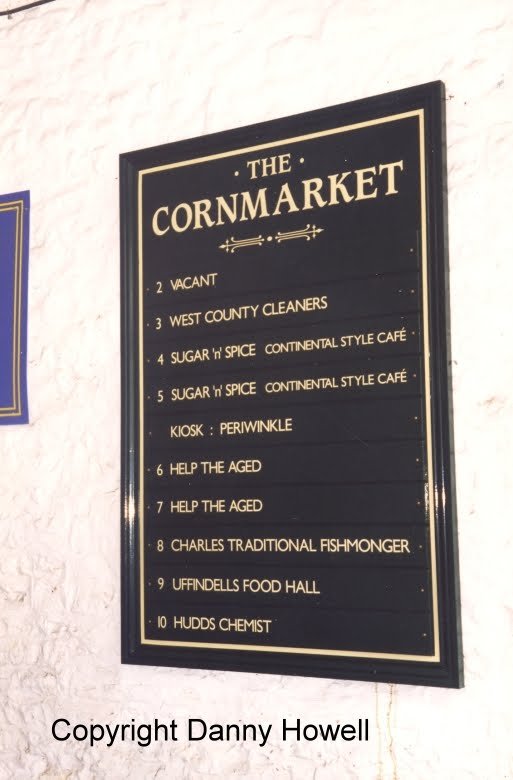 · THE ·
CORNMARKET
2 VACANT
3 WEST COUNTY CLEANERS
4 SUGAR 'n' SPICE CONTINENTAL STYLE CAFÉ
5 SUGAR 'n' SPICE CONTINENTAL STYLE CAFÉ
KIOSK : PERIWINKLE
6 HELP THE AGED
7 HELP THE AGED
8 CHARLES TRADITIONAL FISHMONGER
9 UFFINDELLS FOOD HALL
10 HUDDS CHEMIST
Copyright Danny Howell